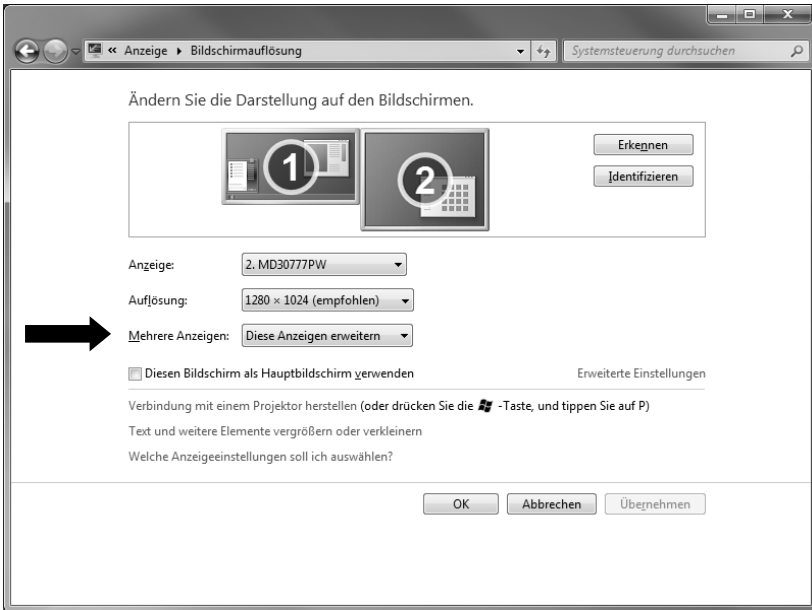 « Anzeige ▸ Bildschirmauflösung
Systemsteuerung durchsuchen
Ändern Sie die Darstellung auf den Bildschirmen.
1
2
Erkennen
Identifizieren
Anzeige: 2. MD30777PW
Auflösung: 1280 × 1024 (empfohlen)
Mehrere Anzeigen: Diese Anzeigen erweitern
Diesen Bildschirm als Hauptbildschirm verwenden
Erweiterte Einstellungen
Verbindung mit einem Projektor herstellen (oder drücken Sie die -Taste, und tippen Sie auf P)
Text und weitere Elemente vergrößern oder verkleinern
Welche Anzeigeeinstellungen soll ich auswählen?
OK Abbrechen Übernehmen